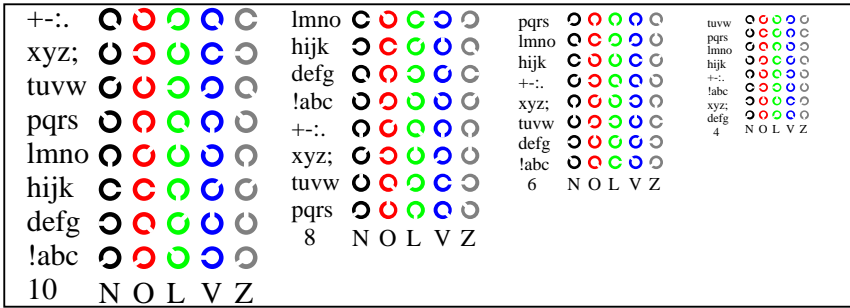 +-:.
xyz;
tuvw
pqrs
lmno
hijk
defg
!abc
10 N O L V Z
lmno
hijk
defg
!abc
+-:.
xyz;
tuvw
pqrs
8 N O L V Z
pqrs
lmno
hijk
+-:.
xyz;
tuvw
defg
!abc
6 N O L V Z
tuvw
pqrs
lmno
hijk
+-:.
!abc
xyz;
defg
4 N O L V Z